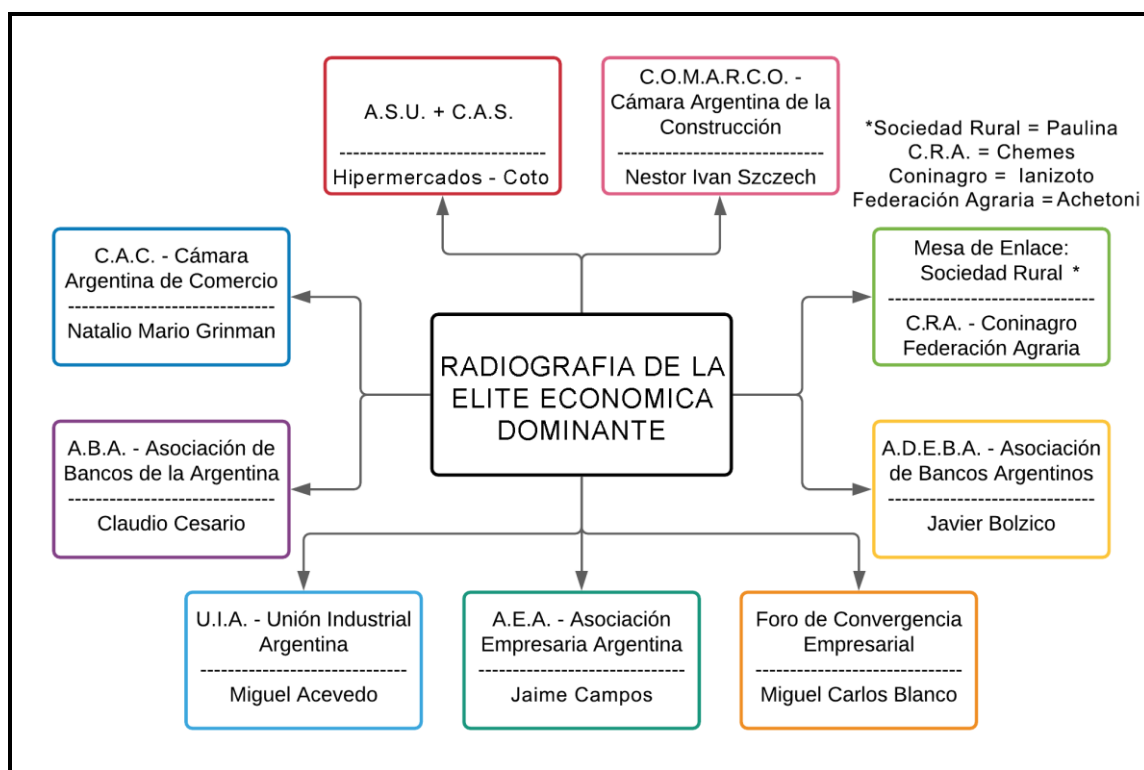 A.S.U. + C.A.S.
------------------------------
Hipermercados - Coto
C.O.M.A.R.C.O. -
Cámara Argentina de la
Construcción
------------------------------
Nestor Ivan Szczech
*Sociedad Rural = Paulina
C.R.A. = Chemes
Coninagro = Ianizoto
Federación Agraria = Achetoni
C.A.C. - Cámara
Argentina de Comercio
------------------------------
Natalio Mario Grinman
Mesa de Enlace:
Sociedad Rural *
------------------------------
C.R.A. - Coninagro
Federación Agraria
RADIOGRAFIA DE LA
ELITE ECONOMICA
DOMINANTE
A.B.A. - Asociación de
Bancos de la Argentina
------------------------------
Claudio Cesario
A.D.E.B.A. - Asociación
de Bancos Argentinos
------------------------------
Javier Bolzico
U.I.A. - Unión Industrial
Argentina
------------------------------
Miguel Acevedo
A.E.A. - Asociación
Empresaria Argentina
------------------------------
Jaime Campos
Foro de Convergencia
Empresarial
------------------------------
Miguel Carlos Blanco